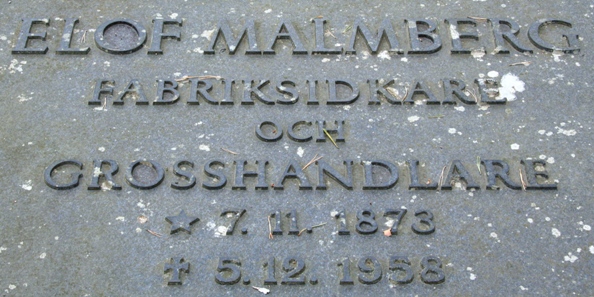 ELOF MALMBERG
FABRIKSIDKARE
OCH
GROSSHANDLARE
★ 7. 11. 1873
✝ 5.12. 1958